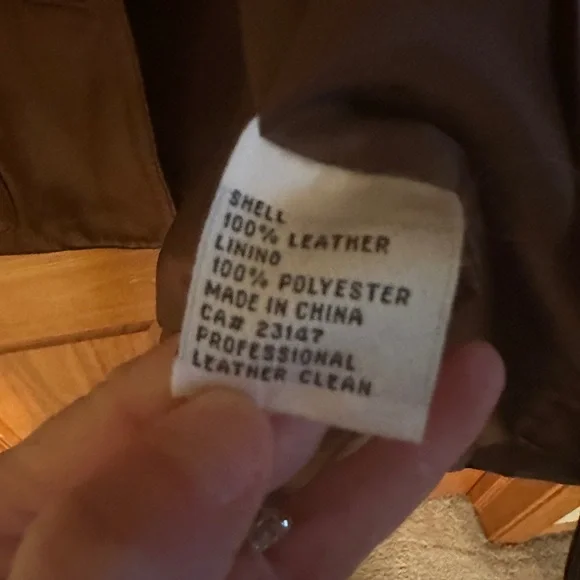 SHELL
100% LEATHER
LINING
100% POLYESTER
MADE IN CHINA
CA# 23147
PROFESSIONAL
LEATHER CLEAN